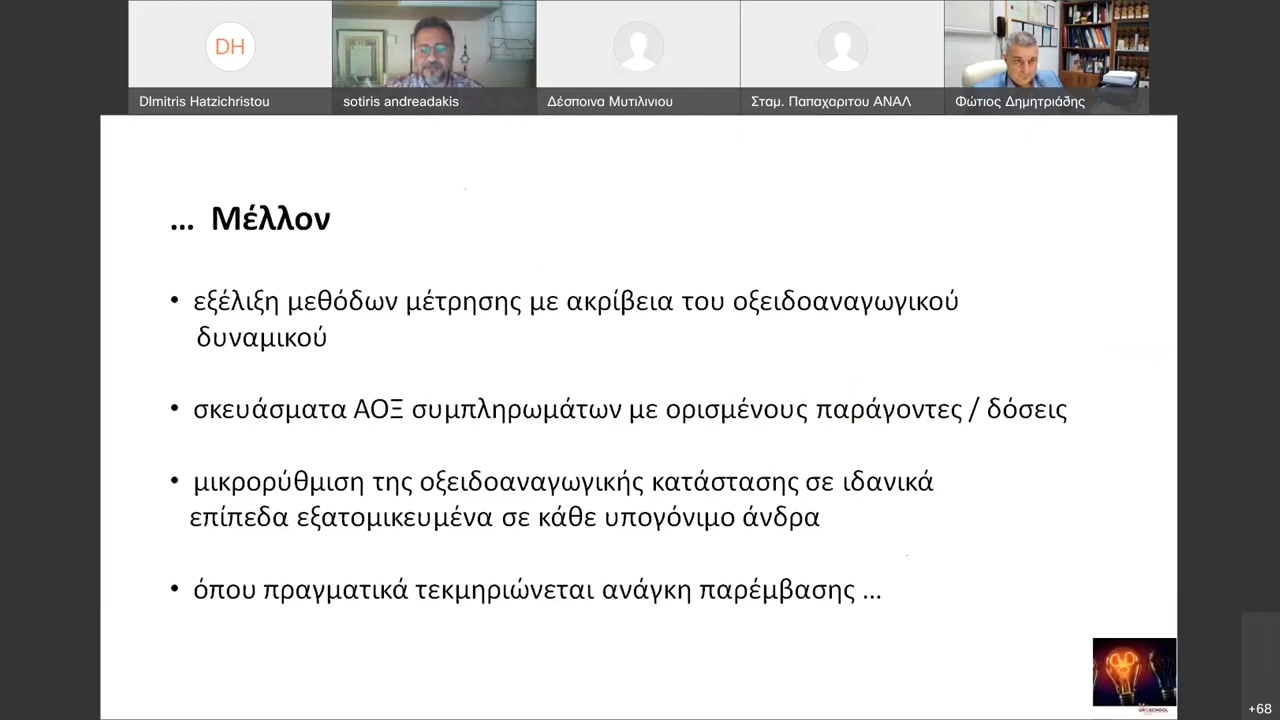 DH
DImitris Hatzichristou
sotiris andreadakis
Δέσποινα Μυτιλινιου
Σταμ. Παπαχαριτου ΑΝΑΛ
Φώτιος Δημητριάδης
... Μέλλον
• εξέλιξη μεθόδων μέτρησης με ακρίβεια του οξειδοαναγωγικού
δυναμικού
• σκευάσματα ΑΟΞ συμπληρωμάτων με ορισμένους παράγοντες / δόσεις
• μικρορύθμιση της οξειδοαναγωγικής κατάστασης σε ιδανικά
επίπεδα εξατομικευμένα σε κάθε υπογόνιμο άνδρα
• όπου πραγματικά τεκμηριώνεται ανάγκη παρέμβασης ...
+68